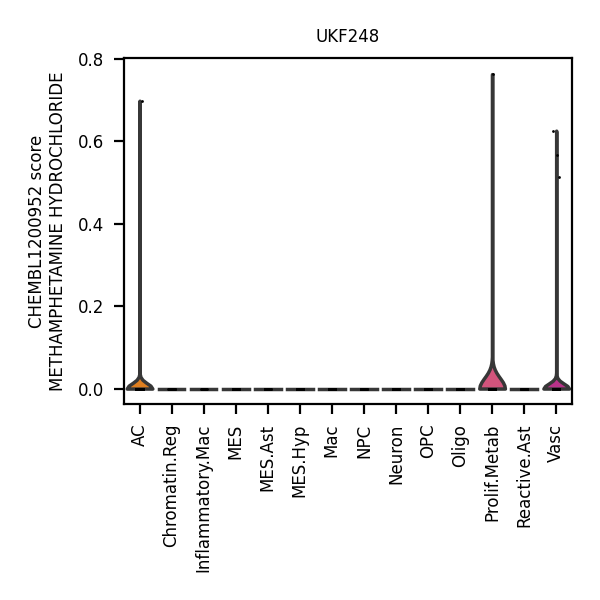 UKF248
CHEMBL1200952 score
METHAMPHETAMINE HYDROCHLORIDE
0.8
0.6
0.4
0.2
0.0
AC
Chromatin.Reg
Inflammatory.Mac
MES
MES.Ast
MES.Hyp
Mac
NPC
Neuron
OPC
Oligo
Prolif.Metab
Reactive.Ast
Vasc